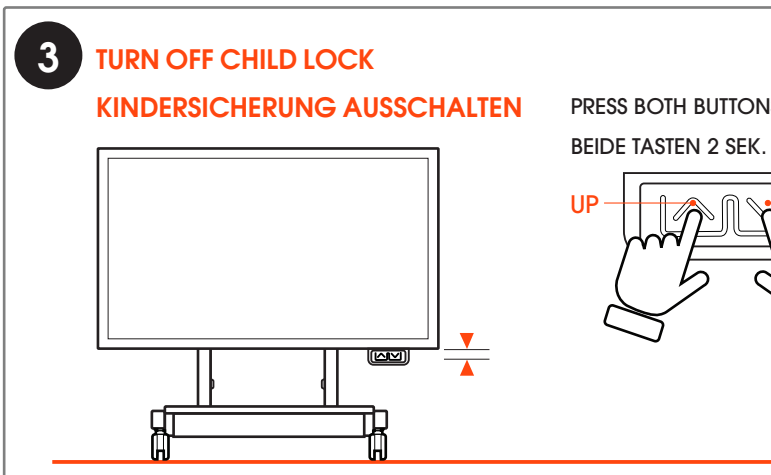 3
TURN OFF CHILD LOCK
KINDERSICHERUNG AUSSCHALTEN
PRESS BOTH BUTTON
BEIDE TASTEN 2 SEK.
UP